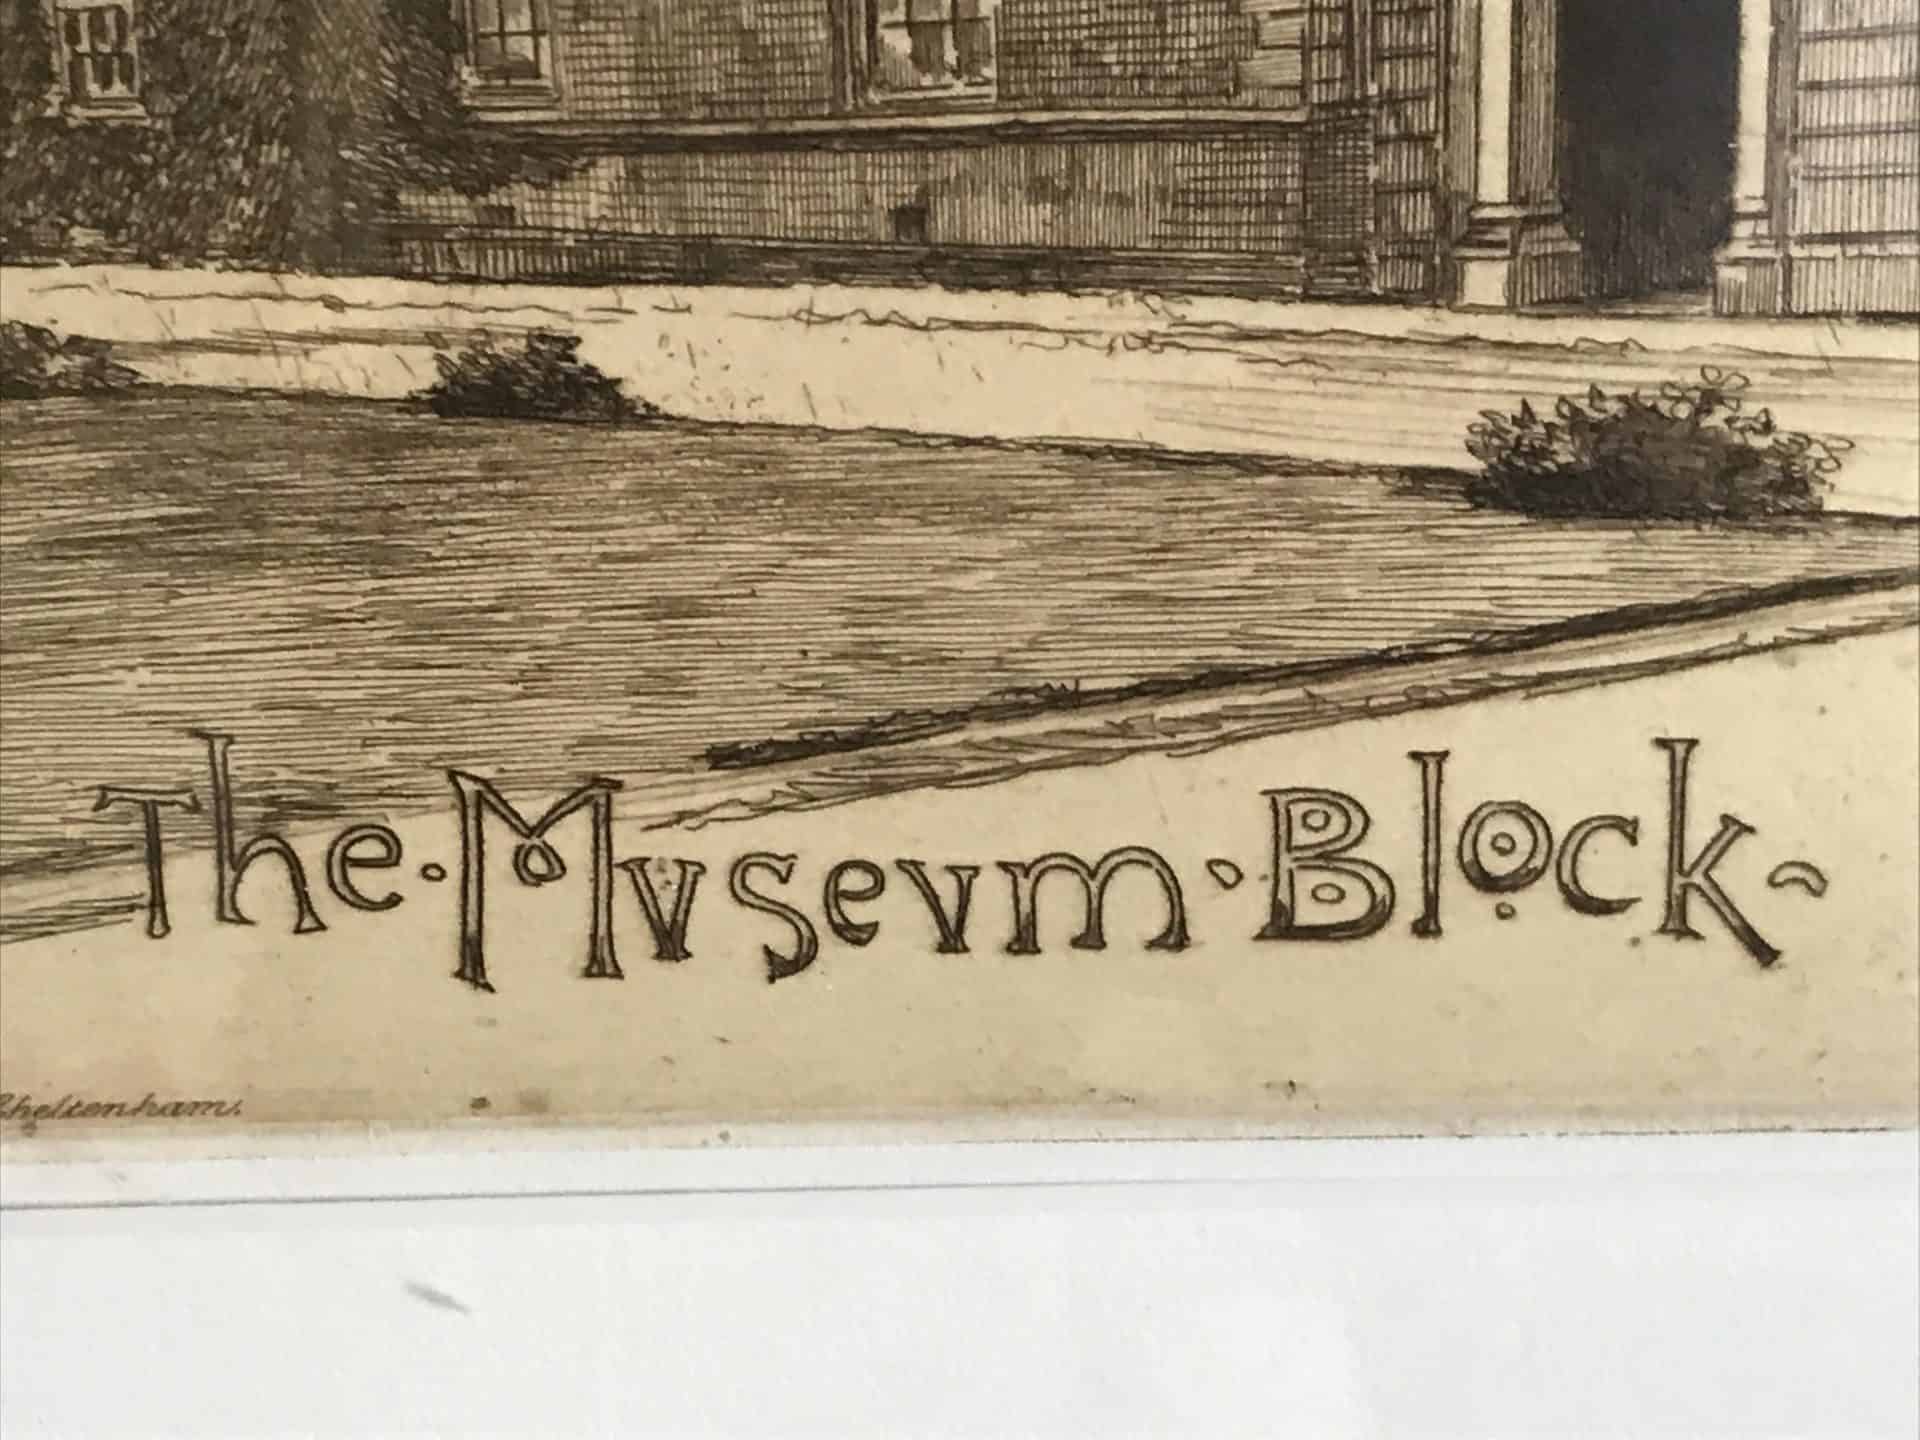 The · Mvsevm · Block ~
Cheltenham.